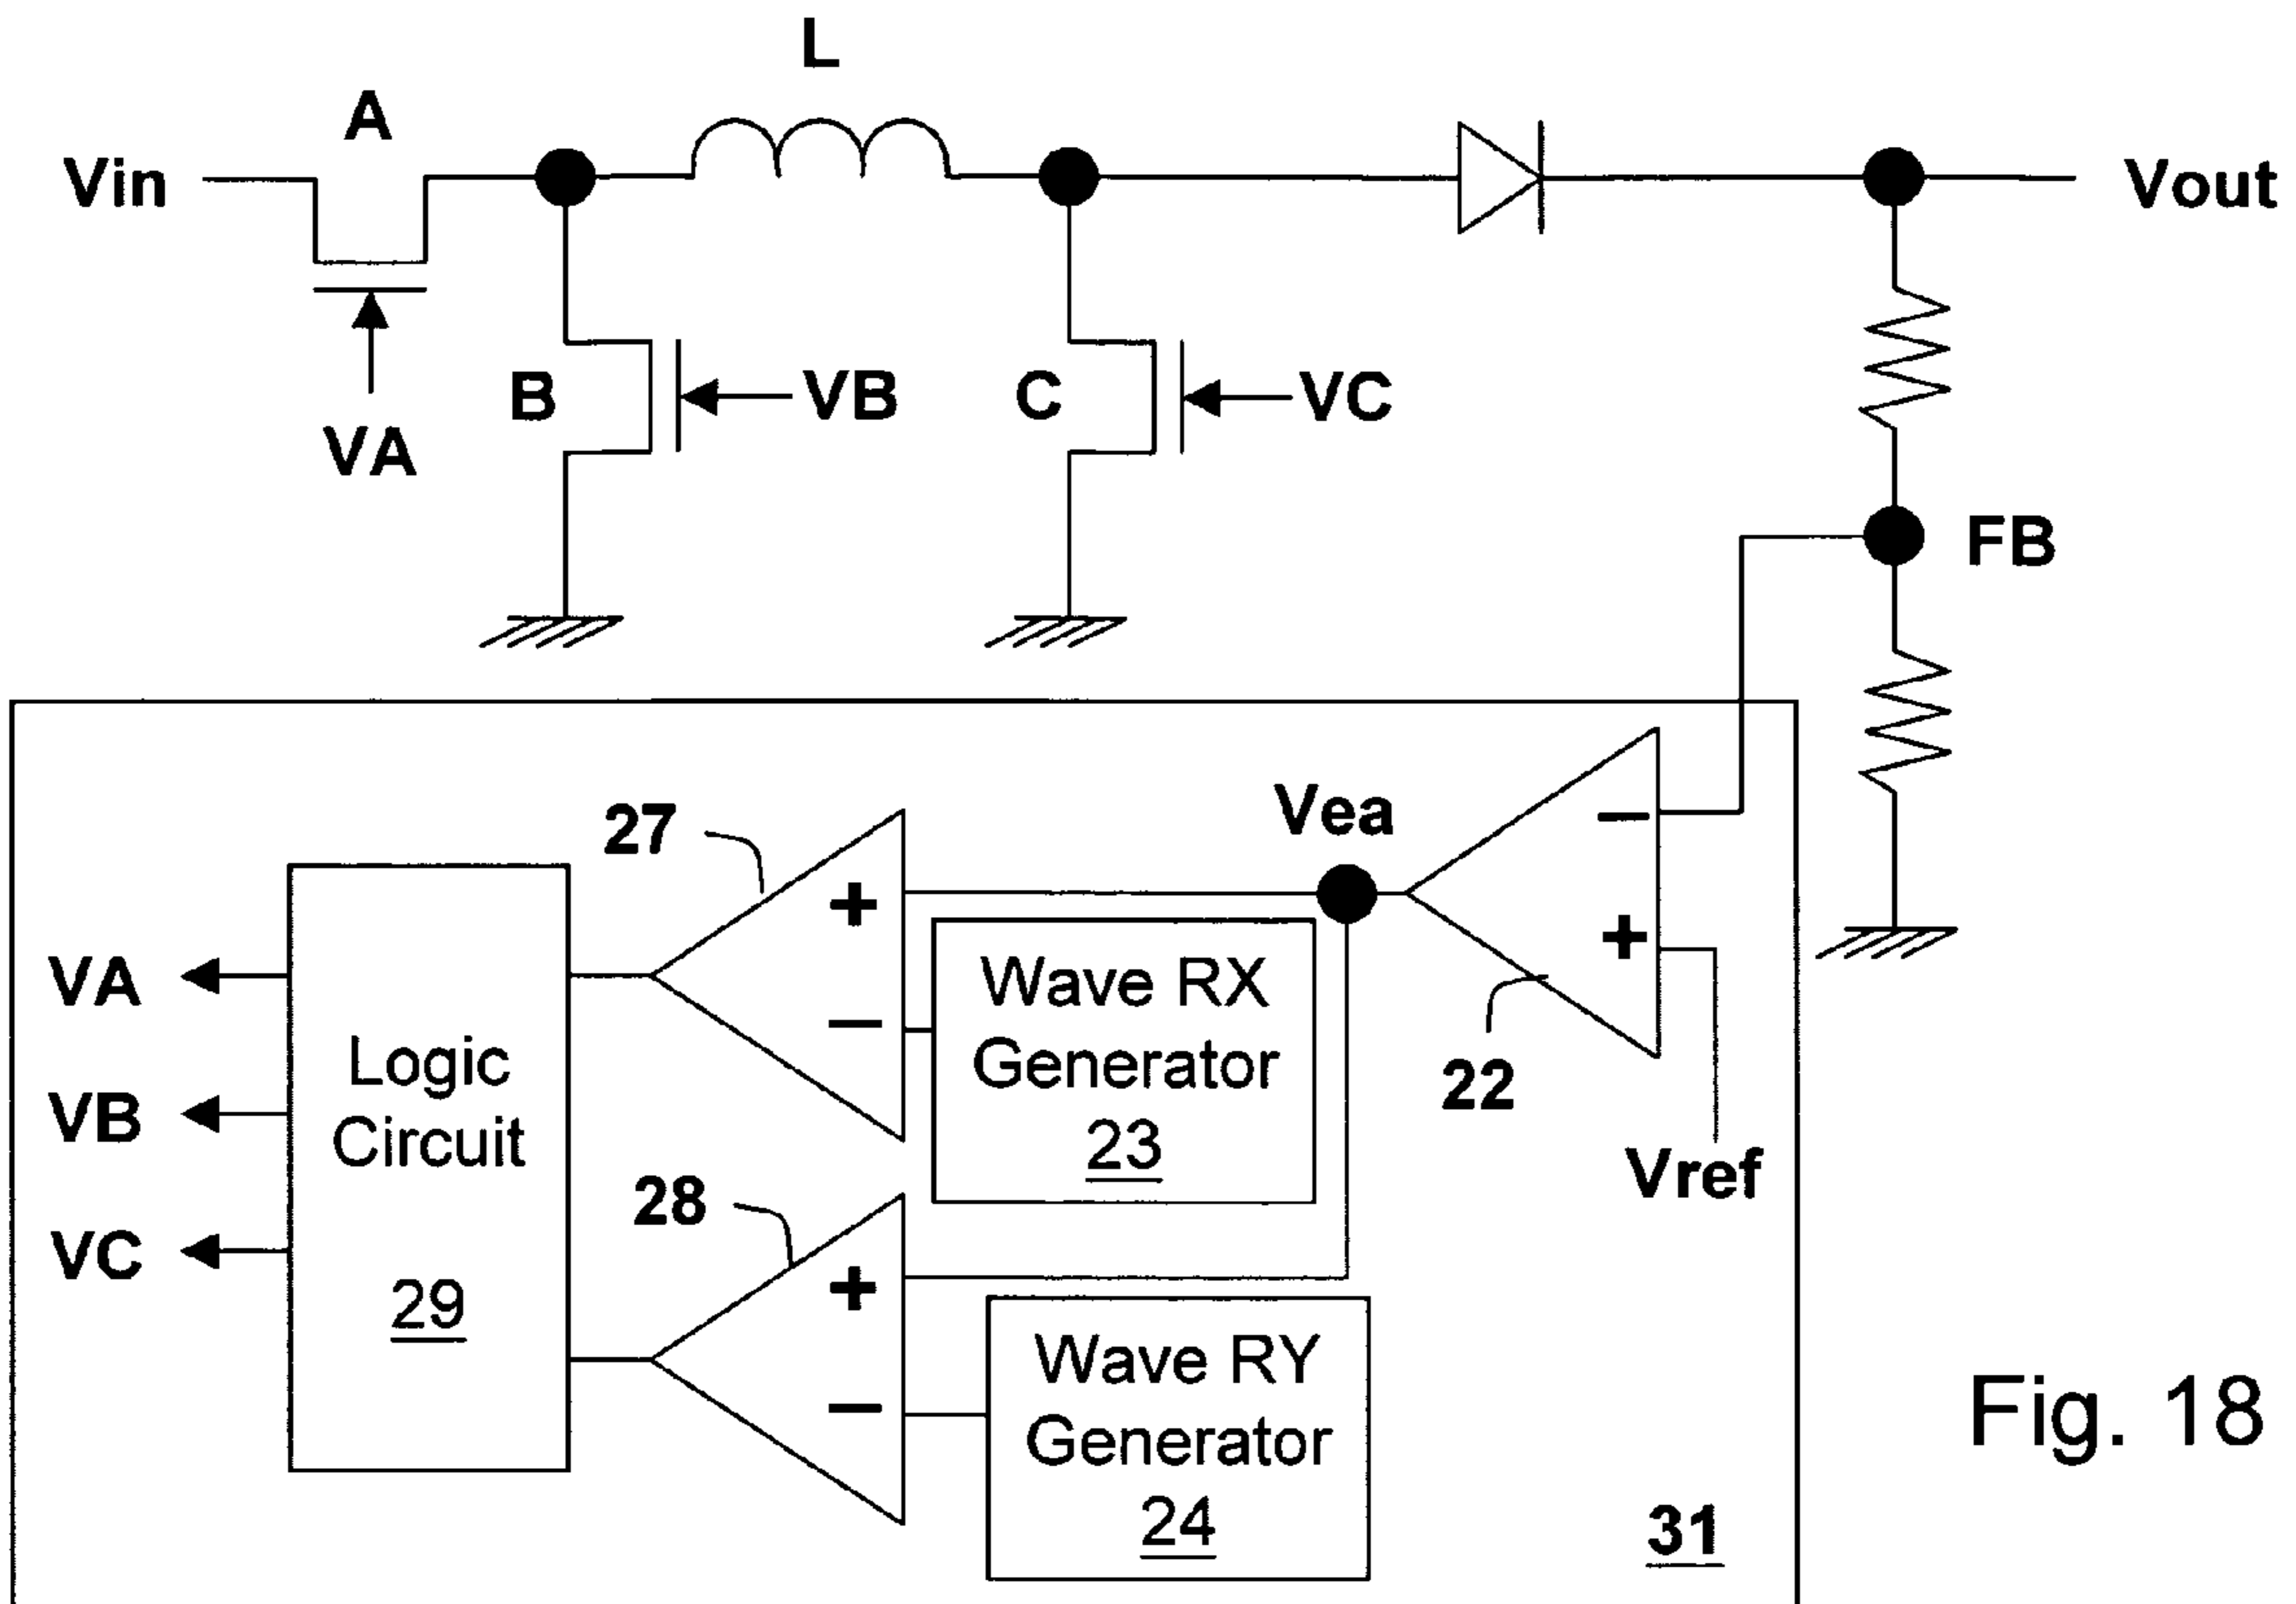 L
A
Vin
Vout
B
VB
C
VC
VA
FB
Vea
27
+
−
−
+
22
Vref
Wave RX
Generator
23
Logic
Circuit
29
VA
VB
VC
28
+
−
Wave RY
Generator
24
31
Fig. 18